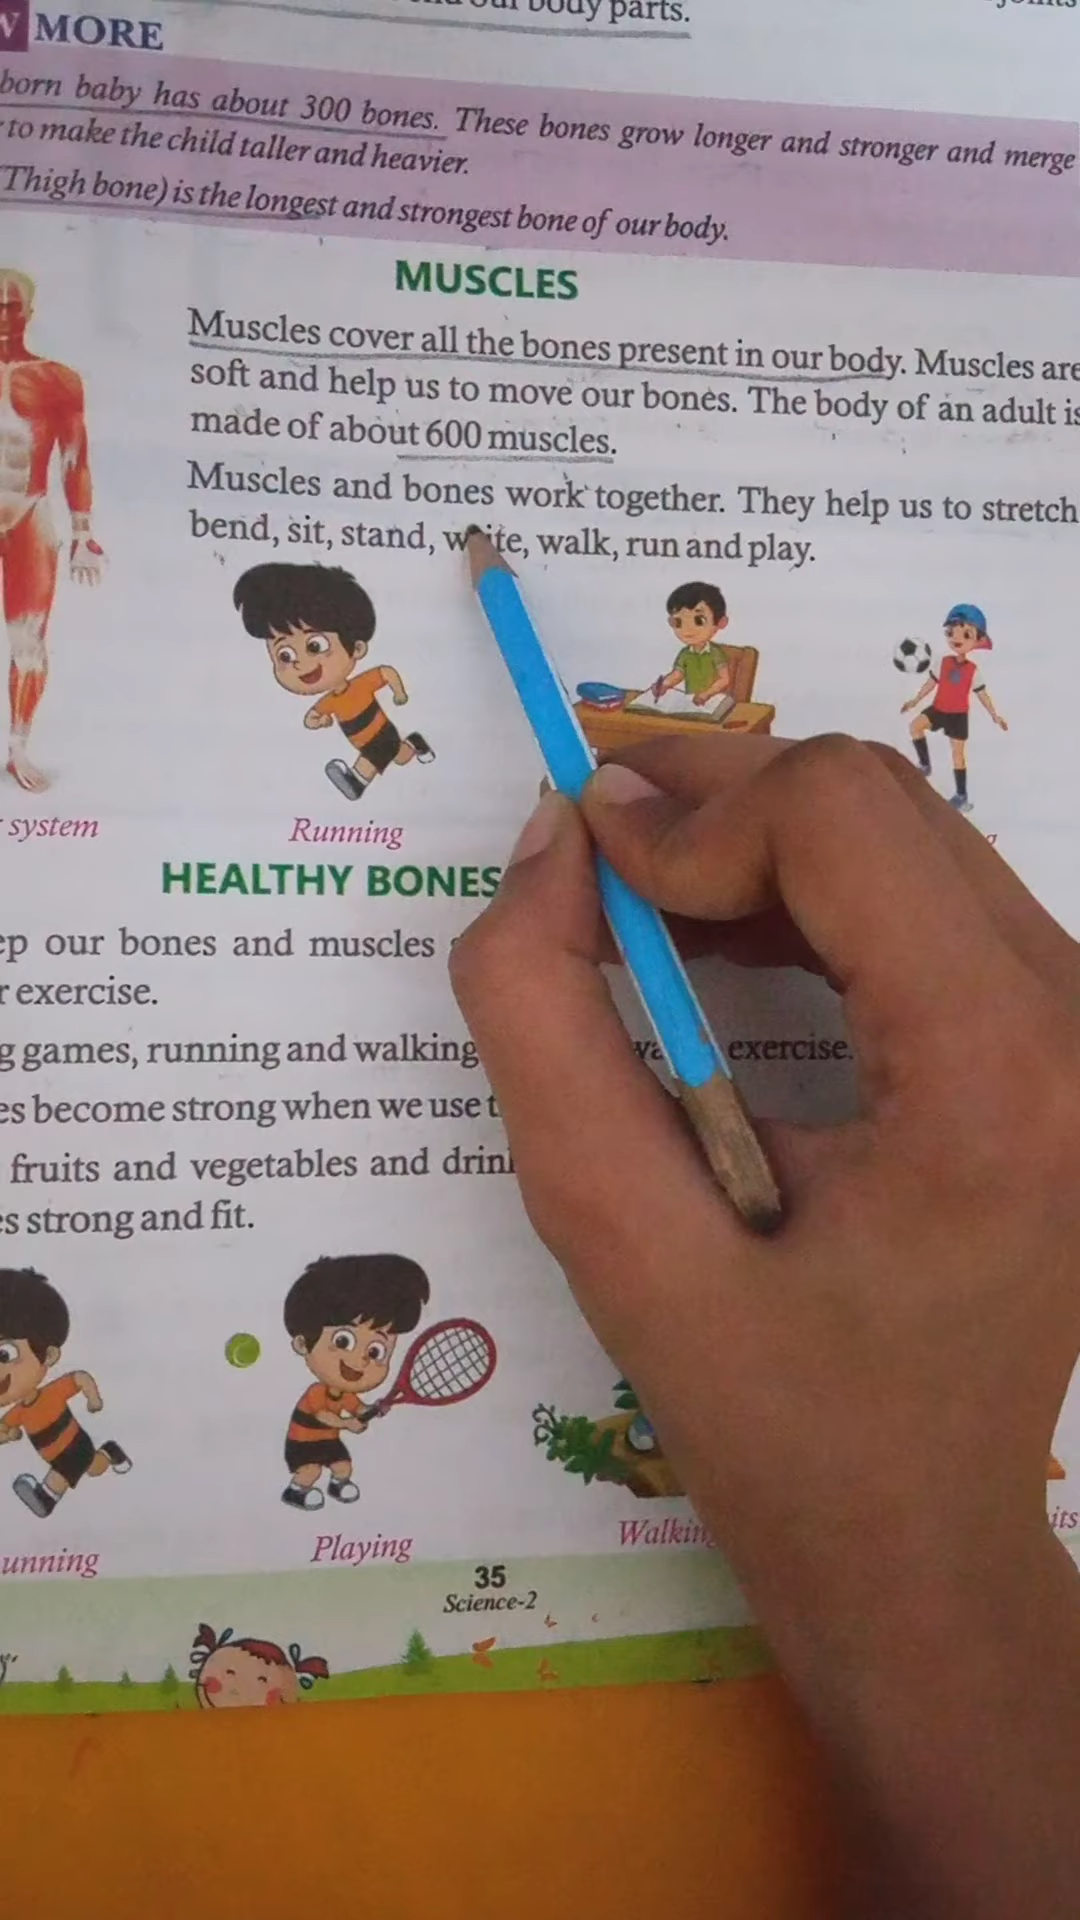 body parts.
MORE
born baby has about 300 bones. These bones grow longer and stronger and merge
to make the child taller and heavier.
Thigh bone) is the longest and strongest bone of our body.
MUSCLES
Muscles cover all the bones present in our body. Muscles are
soft and help us to move our bones. The body of an adult is
made of about 600 muscles.
Muscles and bones work together. They help us to stretch
bend, sit, stand, write, walk, run and play.
system
Running
HEALTHY BONES
our bones and muscles
exercise.
games, running and walking exercise.
become strong when we use
fruits and vegetables and
strong and fit.
Playing
35
Science-2